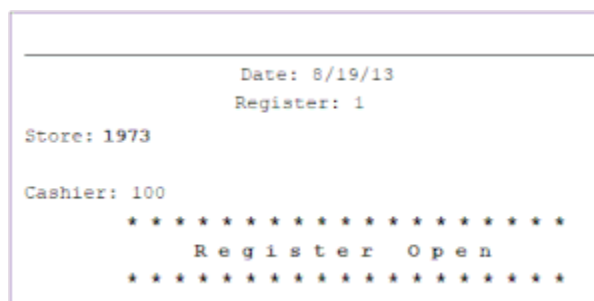 Date: 8/19/13
Register: 1
Store: 1973
Cashier: 100
* * * * * * * * * * * * * * * * * * *
R e g i s t e r   O p e n
* * * * * * * * * * * * * * * * * * *